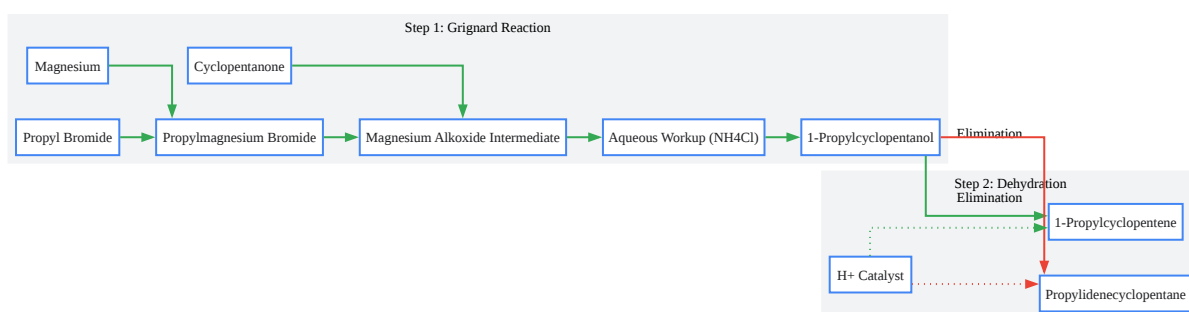 Step 1: Grignard Reaction
Magnesium
Cyclopentanone
Propyl Bromide
Propylmagnesium Bromide
Magnesium Alkoxide Intermediate
Aqueous Workup (NH4Cl)
1-Propylcyclopentanol
Elimination
Step 2: Dehydration
Elimination
1-Propylcyclopentene
H+ Catalyst
Propylidenecyclopentane